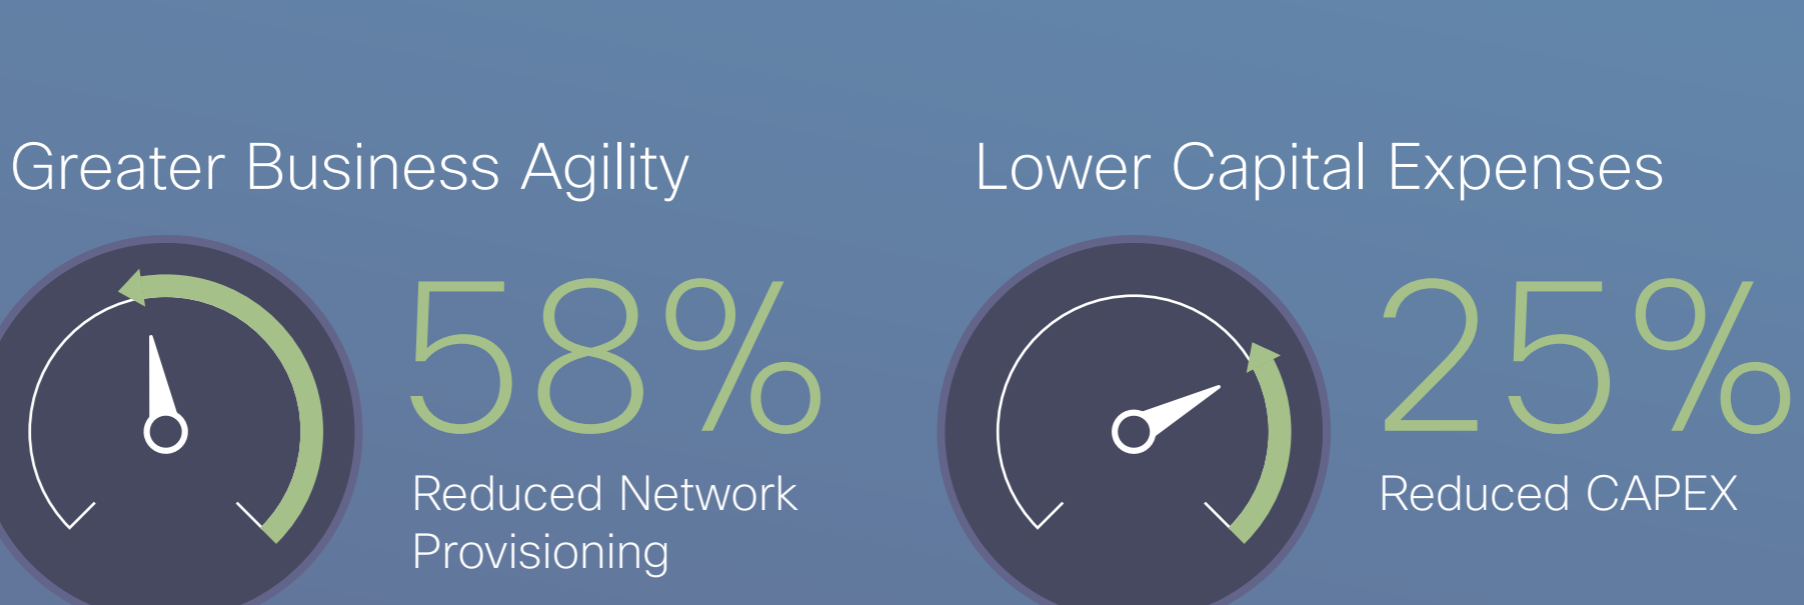 Greater Business Agility
58%
Reduced Network
Provisioning
Lower Capital Expenses
25%
Reduced CAPEX